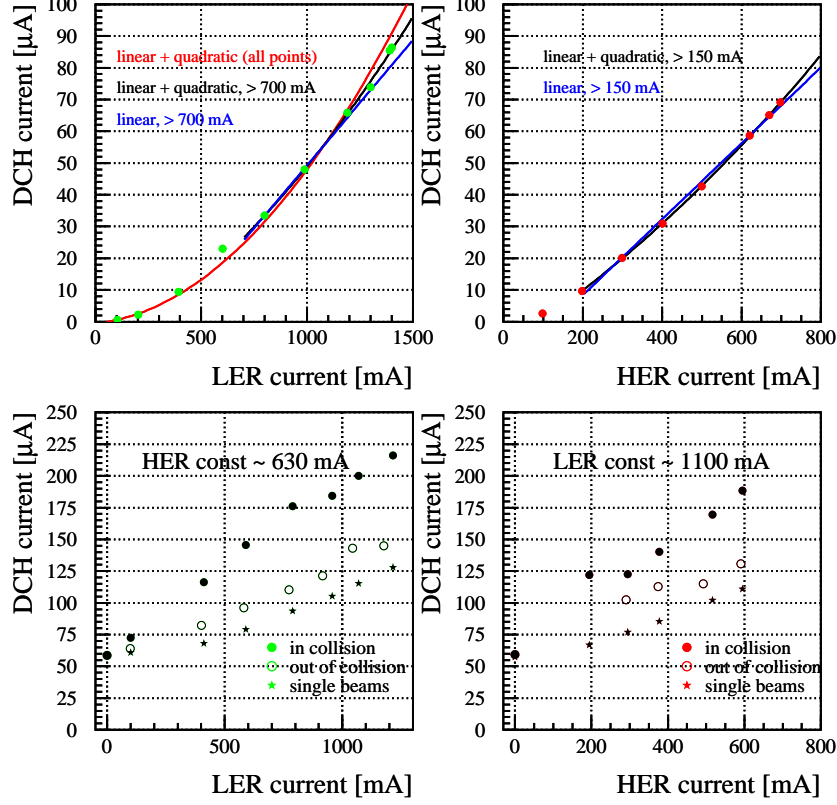 DCH current [µA]
100
90
80
70
60
50
40
30
20
10
0
linear + quadratic (all points)
linear + quadratic, > 700 mA
linear, > 700 mA
0 500 1000 1500
LER current [mA]
DCH current [µA]
100
90
80
70
60
50
40
30
20
10
0
linear + quadratic, > 150 mA
linear, > 150 mA
0 200 400 600 800
HER current [mA]
DCH current [µA]
250
225
200
175
150
125
100
75
50
25
0
HER const ~ 630 mA
in collision
out of collision
single beams
0 500 1000
LER current [mA]
DCH current [µA]
250
225
200
175
150
125
100
75
50
25
0
LER const ~ 1100 mA
in collision
out of collision
single beams
0 200 400 600 800
HER current [mA]